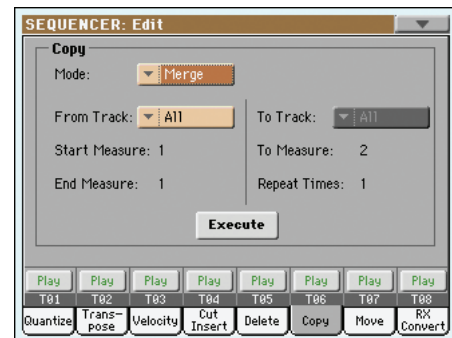 SEQUENCER: Edit
Copy
Mode: Merge
From Track: All To Track: All
Start Measure: 1 To Measure: 2
End Measure: 1 Repeat Times: 1
Execute
Play Play Play Play Play Play Play Play
T01 T02 T03 T04 T05 T06 T07 T08
Quantize Trans- Velocity Cut Delete Copy Move RX
pose Insert Convert